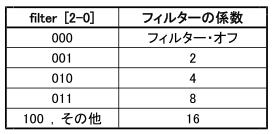 filter [2-0] フィルターの係数
000 フィルター・オフ
001 2
010 4
011 8
100 , その他 16